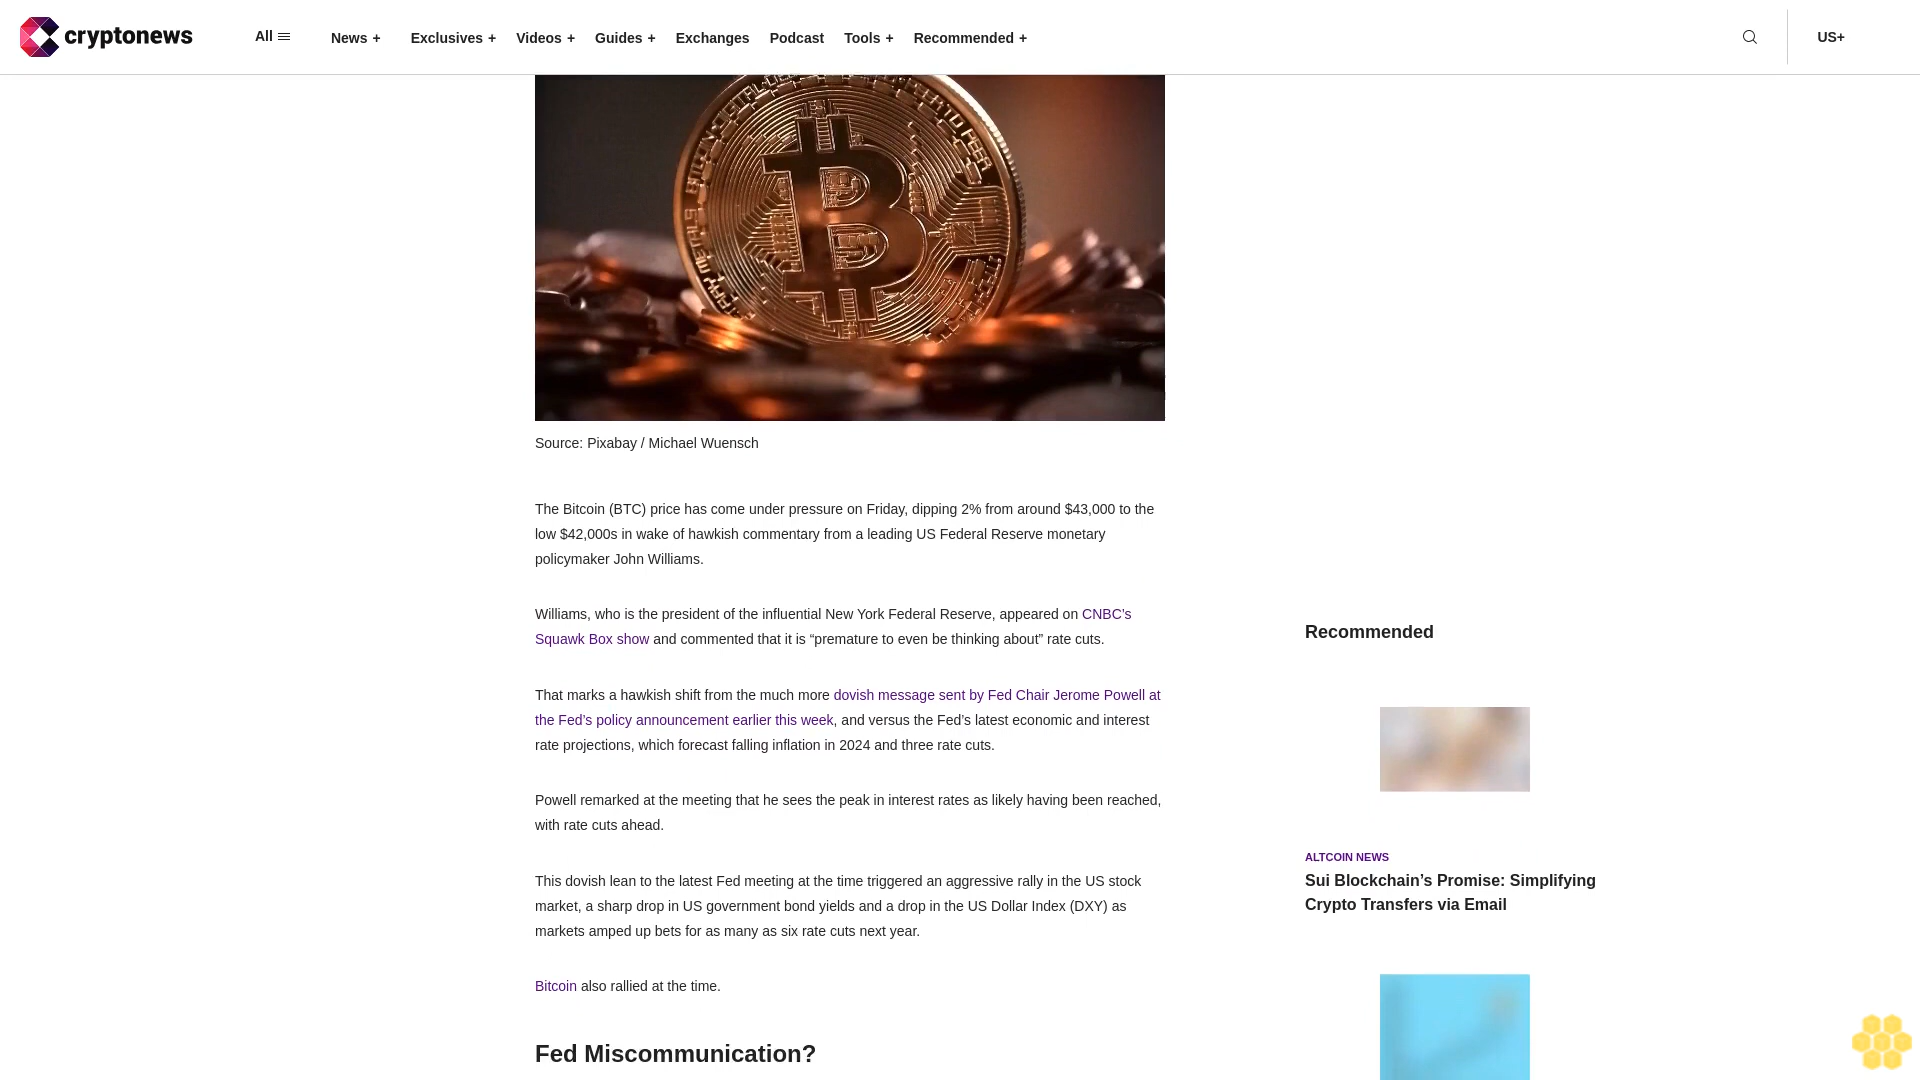 cryptonews
All
News +
Exclusives +
Videos +
Guides +
Exchanges
Podcast
Tools +
Recommended +
US+
Source: Pixabay / Michael Wuensch
The Bitcoin (BTC) price has come under pressure on Friday, dipping 2% from around $43,000 to the
low $42,000s in wake of hawkish commentary from a leading US Federal Reserve monetary
policymaker John Williams.
Williams, who is the president of the influential New York Federal Reserve, appeared on CNBC’s
Squawk Box show and commented that it is “premature to even be thinking about” rate cuts.
That marks a hawkish shift from the much more dovish message sent by Fed Chair Jerome Powell at
the Fed’s policy announcement earlier this week, and versus the Fed’s latest economic and interest
rate projections, which forecast falling inflation in 2024 and three rate cuts.
Powell remarked at the meeting that he sees the peak in interest rates as likely having been reached,
with rate cuts ahead.
This dovish lean to the latest Fed meeting at the time triggered an aggressive rally in the US stock
market, a sharp drop in US government bond yields and a drop in the US Dollar Index (DXY) as
markets amped up bets for as many as six rate cuts next year.
Bitcoin also rallied at the time.
Fed Miscommunication?
Recommended
ALTCOIN NEWS
Sui Blockchain’s Promise: Simplifying
Crypto Transfers via Email